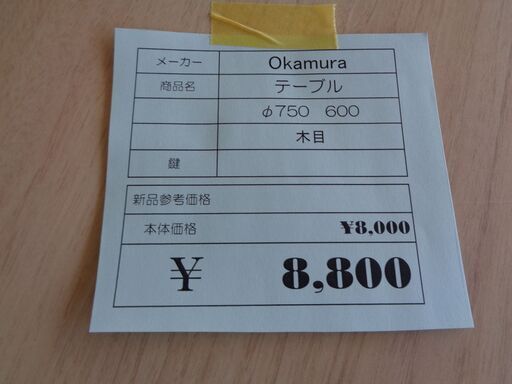 メーカー Okamura
商品名 テーブル
φ750 600
木目
鍵
新品参考価格
本体価格 ¥8,000
¥ 8,800